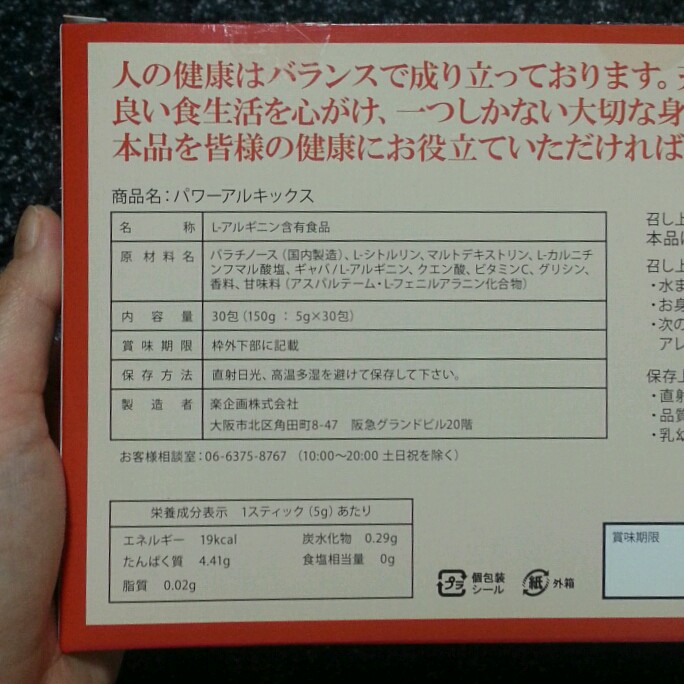 人の健康はバランスで成り立っております。
良い食生活を心がけ、一つしかない大切な身
本品を皆様の健康にお役立ていただければ
商品名：パワーアルキックス
名 称 L-アルギニン含有食品
原材料名 パラチノース（国内製造）、L-シトルリン、マルトデキストリン、L-カルニチ
ンフマル酸塩、ギャバ/L-アルギニン、クエン酸、ビタミンC、グリシン、
香料、甘味料（アスパルテーム・L-フェニルアラニン化合物）
内容量 30包（150g ： 5g×30包）
賞味期限 枠外下部に記載
保存方法 直射日光、高温多湿を避けて保存して下さい。
製造者 楽企画株式会社
大阪市北区角田町8-47 阪急グランドビル20階
お客様相談室：06-6375-8767 （10:00〜20:00 土日祝を除く）
栄養成分表示 1スティック（5g）あたり
エネルギー 19kcal 炭水化物 0.29g
たんぱく質 4.41g 食塩相当量 0g
脂質 0.02g
プラ 個包装
シール
紙 外箱
賞味期限
召し上
本品は
召し上
・水ま
・お身
・次の
アレ
保存上
・直射
・品質
・乳幼